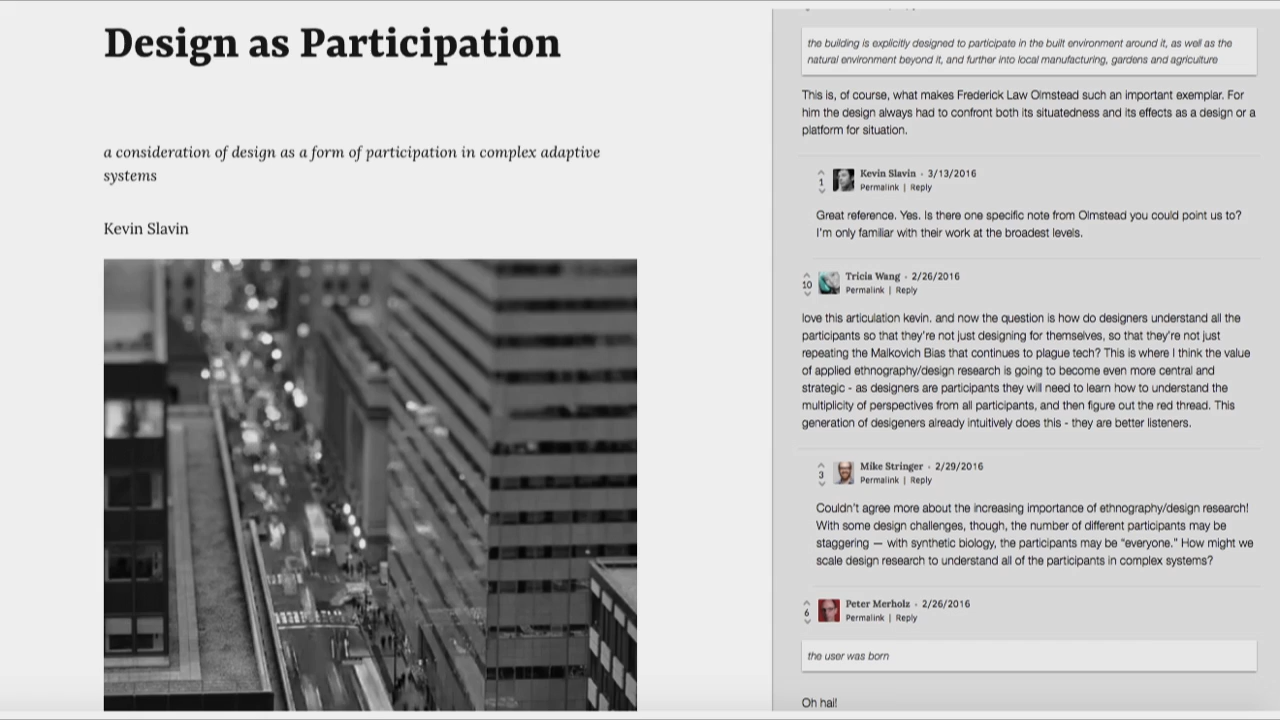 Design as Participation
a consideration of design as a form of participation in complex adaptive
systems
Kevin Slavin
the building is explicitly designed to participate in the built environment around it, as well as the
natural environment beyond it, and further into local manufacturing, gardens and agriculture
This is, of course, what makes Frederick Law Olmstead such an important exemplar. For
him the design always had to confront both its situatedness and its effects as a design or a
platform for situation.
1
Kevin Slavin · 3/13/2016
Permalink | Reply
Great reference. Yes. Is there one specific note from Olmstead you could point us to?
I'm only familiar with their work at the broadest levels.
10
Tricia Wang · 2/26/2016
Permalink | Reply
love this articulation kevin. and now the question is how do designers understand all the
participants so that they're not just designing for themselves, so that they're not just
repeating the Malkovich Bias that continues to plague tech? This is where I think the value
of applied ethnography/design research is going to become even more central and
strategic - as designers are participants they will need to learn how to understand the
multiplicity of perspectives from all participants, and then figure out the red thread. This
generation of desigeners already intuitively does this - they are better listeners.
3
Mike Stringer · 2/29/2016
Permalink | Reply
Couldn't agree more about the increasing importance of ethnography/design research!
With some design challenges, though, the number of different participants may be
staggering — with synthetic biology, the participants may be "everyone." How might we
scale design research to understand all of the participants in complex systems?
6
Peter Merholz · 2/26/2016
Permalink | Reply
the user was born
Oh hai!